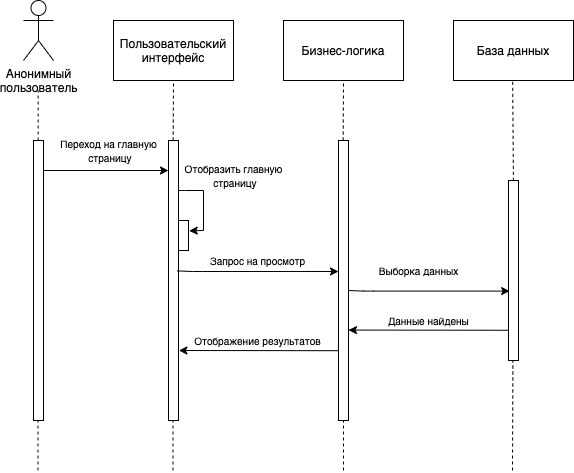 Анонимный
пользователь
Пользовательский
интерфейс
Бизнес-логика
База данных
Переход на главную
страницу
Отобразить главную
страницу
Запрос на просмотр
Выборка данных
Данные найдены
Отображение результатов